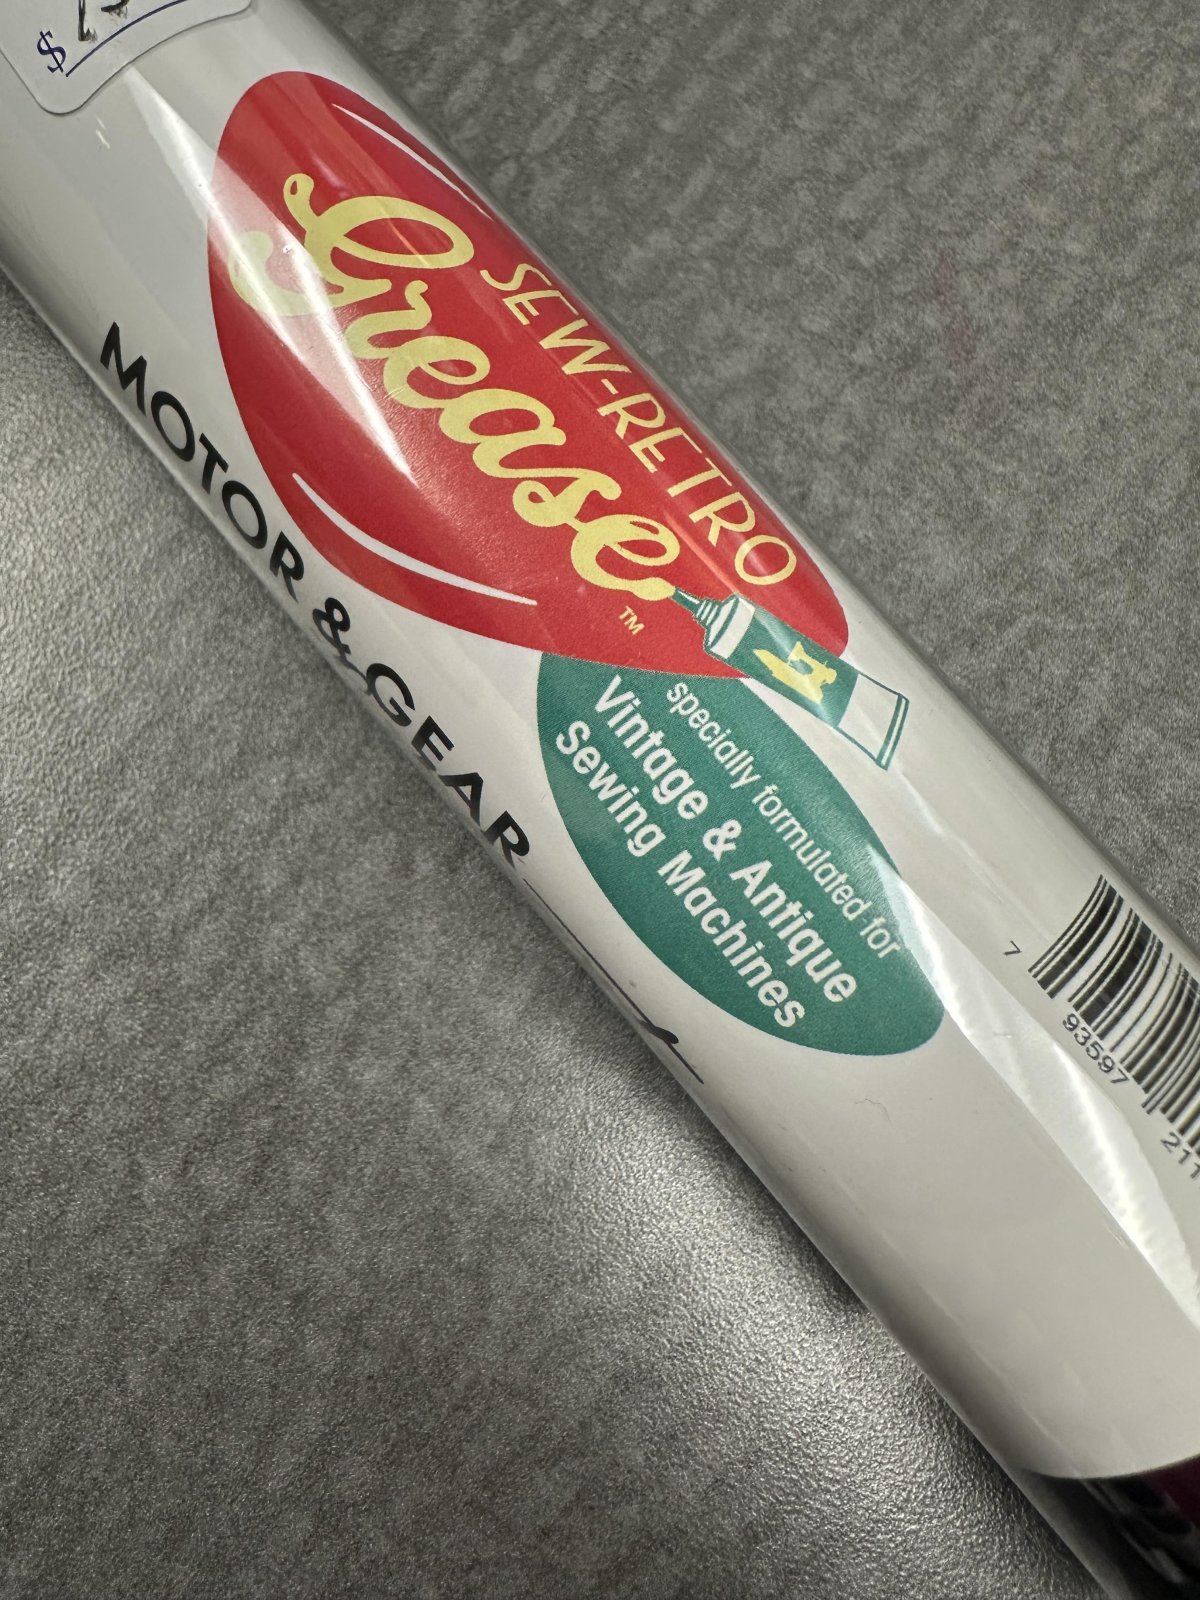 $
SEW-RETRO
Grease
™
MOTOR & GEAR
specially formulated for
Vintage & Antique
Sewing Machines
7
93597